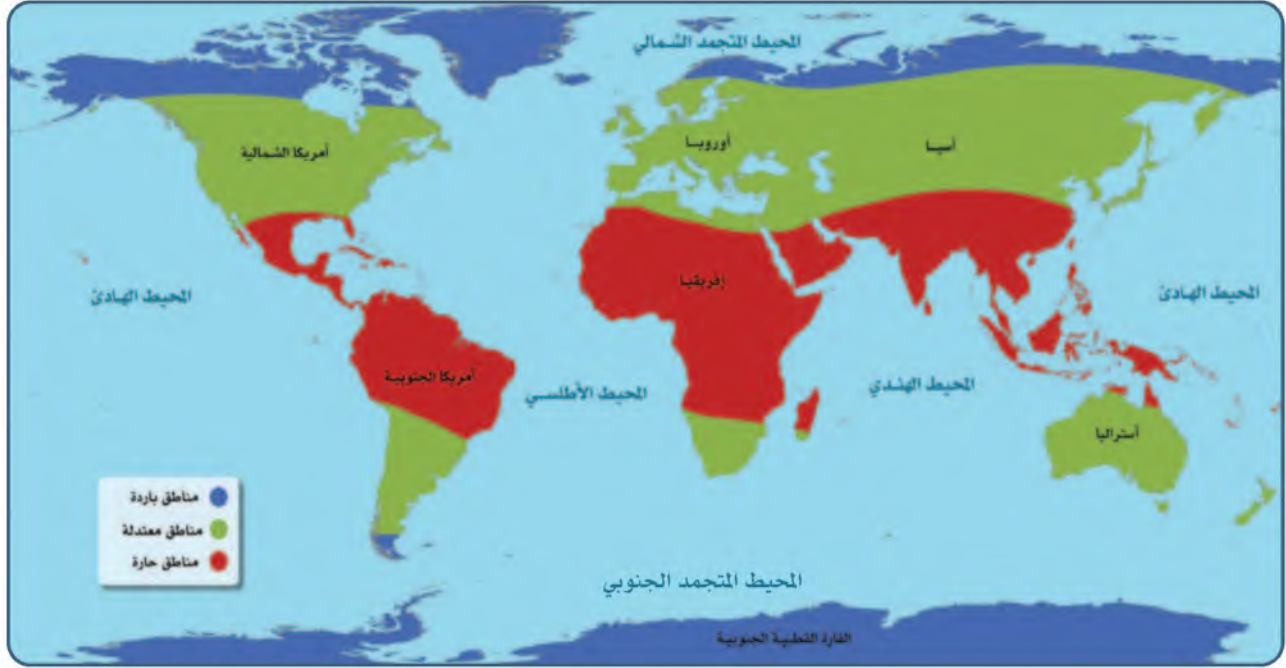 المحيط المتجمد الشمالي
أمريكا الشمالية
أوروبا
آسيا
المحيط الهادئ
إفريقيا
المحيط الهادئ
أمريكا الجنوبية
المحيط الأطلسي
المحيط الهندي
أستراليا
مناطق باردة
مناطق معتدلة
مناطق حارة
المحيط المتجمد الجنوبي
القارة القطبية الجنوبية